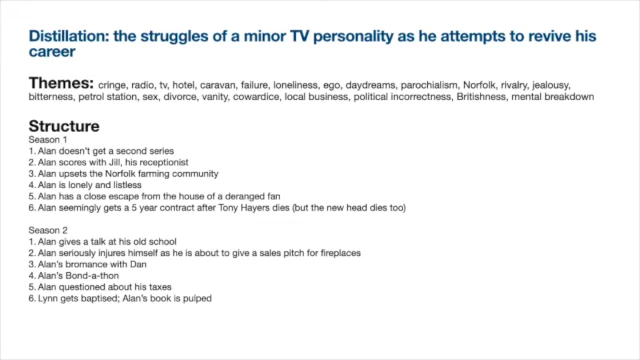 Distillation: the struggles of a minor TV personality as he attempts to revive his
career
Themes: cringe, radio, tv, hotel, caravan, failure, loneliness, ego, daydreams, parochialism, Norfolk, rivalry, jealousy,
bitterness, petrol station, sex, divorce, vanity, cowardice, local business, political incorrectness, Britishness, mental breakdown
Structure
Season 1
1. Alan doesn't get a second series
2. Alan scores with Jill, his receptionist
3. Alan upsets the Norfolk farming community
4. Alan is lonely and listless
5. Alan has a close escape from the house of a deranged fan
6. Alan seemingly gets a 5 year contract after Tony Hayers dies (but the new head dies too)
Season 2
1. Alan gives a talk at his old school
2. Alan seriously injures himself as he is about to give a sales pitch for fireplaces
3. Alan's bromance with Dan
4. Alan's Bond-a-thon
5. Alan questioned about his taxes
6. Lynn gets baptised; Alan's book is pulped